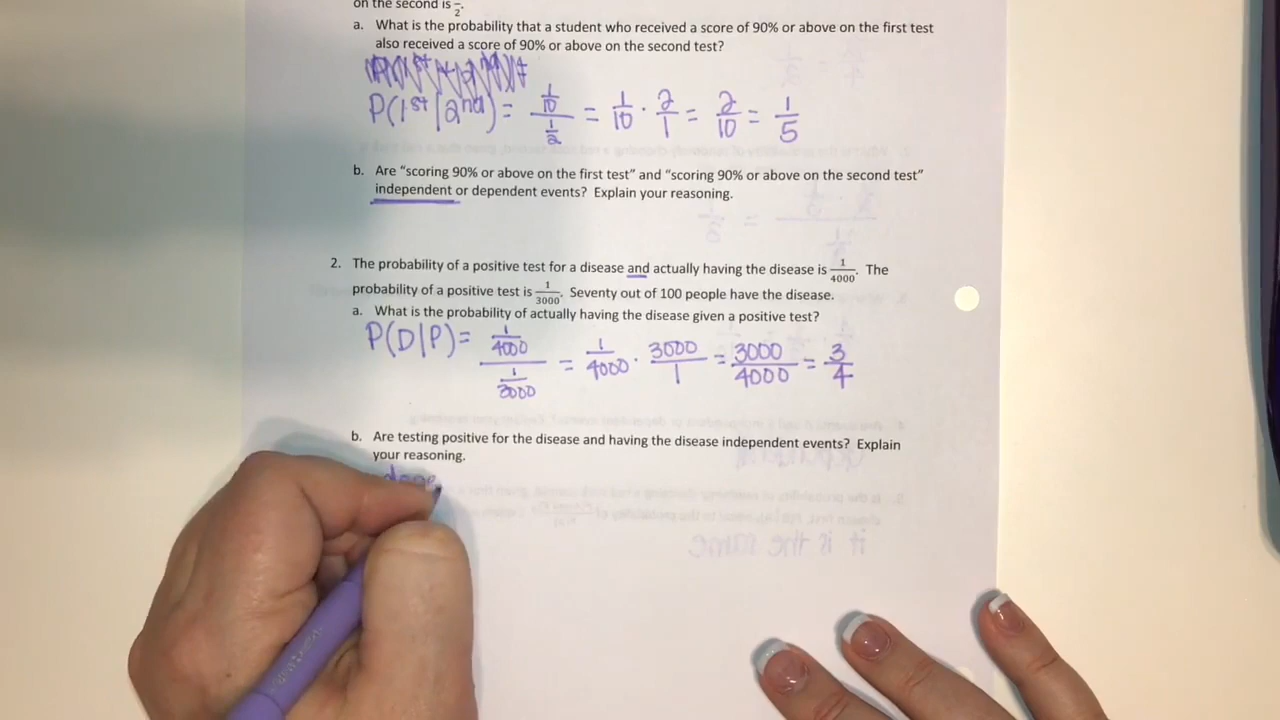 on the second is 1/2.
a. What is the probability that a student who received a score of 90% or above on the first test
also received a score of 90% or above on the second test?
P(1st|2nd) = 1/10 / 1/2 = 1/10 · 2/1 = 2/10 = 1/5
b. Are “scoring 90% or above on the first test” and “scoring 90% or above on the second test”
independent or dependent events? Explain your reasoning.
2. The probability of a positive test for a disease and actually having the disease is 1/4000. The
probability of a positive test is 1/3000. Seventy out of 100 people have the disease.
a. What is the probability of actually having the disease given a positive test?
P(D|P) = 1/4000 / 1/3000 = 1/4000 · 3000/1 = 3000/4000 = 3/4
b. Are testing positive for the disease and having the disease independent events? Explain
your reasoning.
it is the same